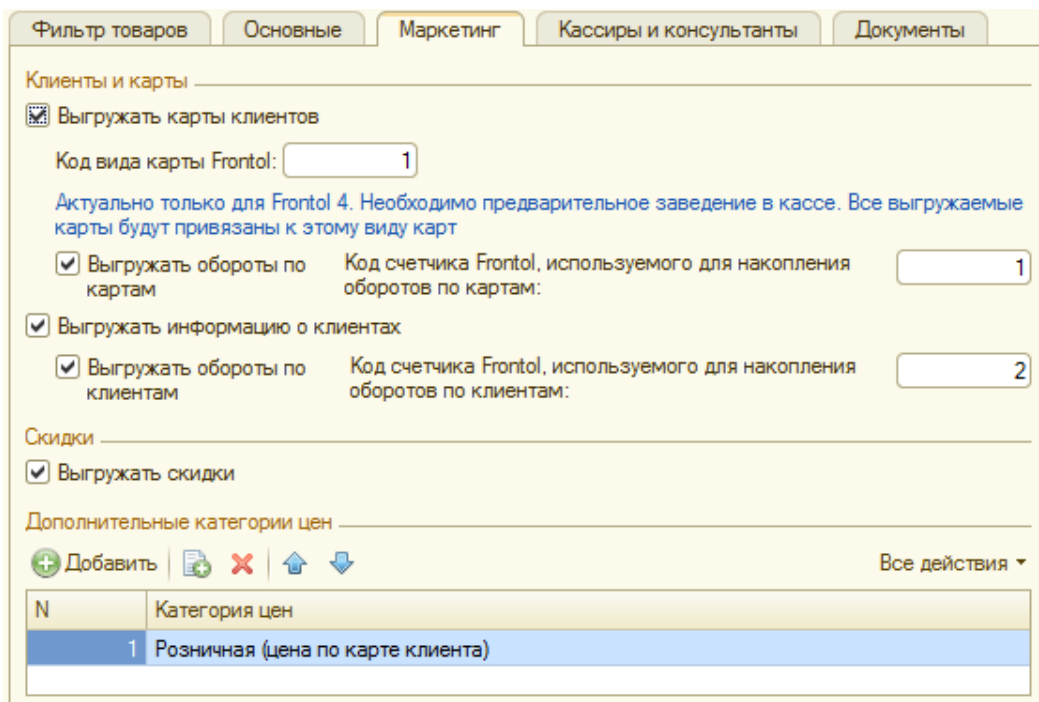 Фильтр товаров Основные Маркетинг Кассиры и консультанты Документы
Клиенты и карты
Выгружать карты клиентов
Код вида карты Frontol: 1
Актуально только для Frontol 4. Необходимо предварительное заведение в кассе. Все выгружаемые
карты будут привязаны к этому виду карт
Выгружать обороты по
картам
Код счетчика Frontol, используемого для накопления
оборотов по картам:
1
Выгружать информацию о клиентах
Выгружать обороты по
клиентам
Код счетчика Frontol, используемого для накопления
оборотов по клиентам:
2
Скидки
Выгружать скидки
Дополнительные категории цен
Добавить Все действия
N Категория цен
1 Розничная (цена по карте клиента)